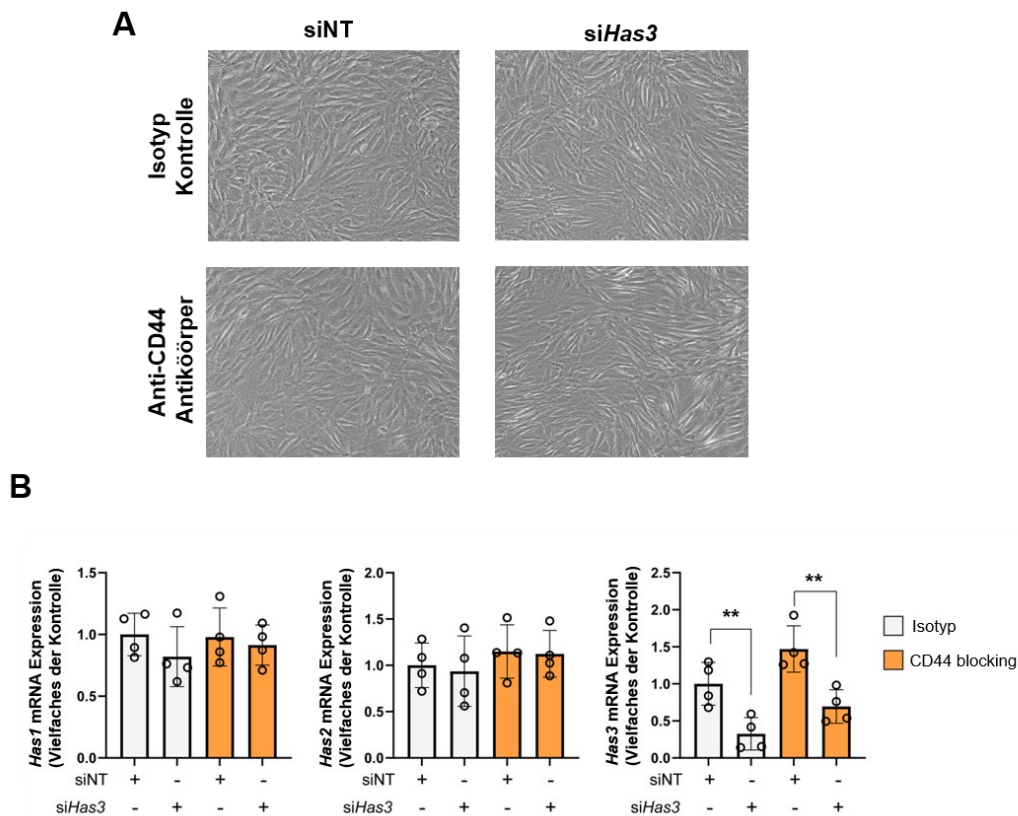 A
siNT
siHas3
Isotyp
Kontrolle
Anti-CD44
Antiköörper
B
Has1 mRNA Expression
(Vielfaches der Kontrolle)
1.5
1.0
0.5
0.0
siNT + - + -
siHas3 - + - +
Has2 mRNA Expression
(Vielfaches der Kontrolle)
2.0
1.5
1.0
0.5
0.0
siNT + - + -
siHas3 - + - +
Has3 mRNA Expression
(Vielfaches der Kontrolle)
2.5
2.0
1.5
1.0
0.5
0.0
**
**
siNT + - + -
siHas3 - + - +
Isotyp
CD44 blocking